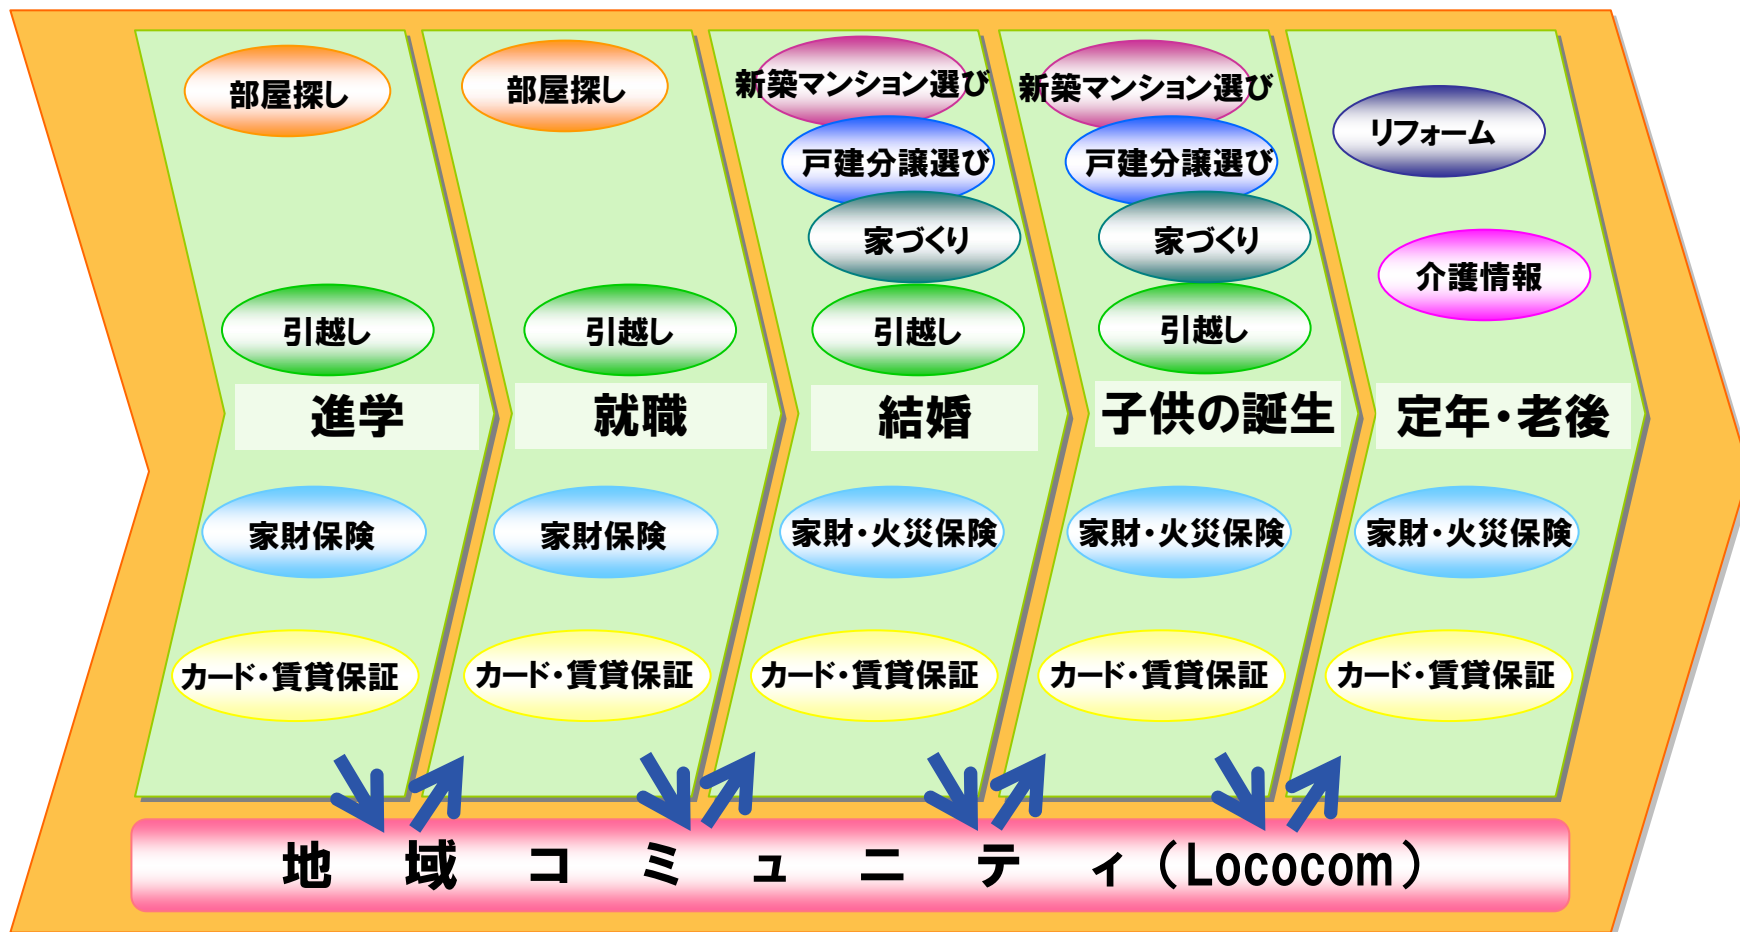 部屋探し
引越し
進学
家財保険
カード・賃貸保証
部屋探し
引越し
就職
家財保険
カード・賃貸保証
新築マンション選び
戸建分譲選び
家づくり
引越し
結婚
家財・火災保険
カード・賃貸保証
新築マンション選び
戸建分譲選び
家づくり
引越し
子供の誕生
家財・火災保険
カード・賃貸保証
リフォーム
介護情報
定年・老後
家財・火災保険
カード・賃貸保証
地域コミュニティ（Lococom）